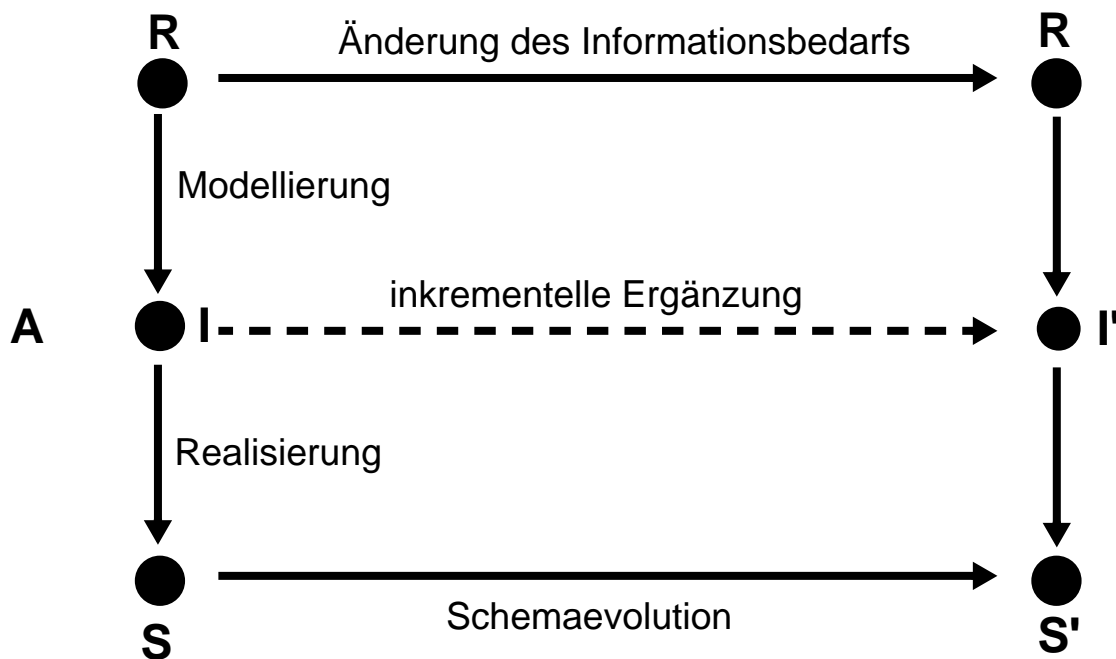 R
Änderung des Informationsbedarfs
R
Modellierung
A
I
inkrementelle Ergänzung
I'
Realisierung
S
Schemaevolution
S'